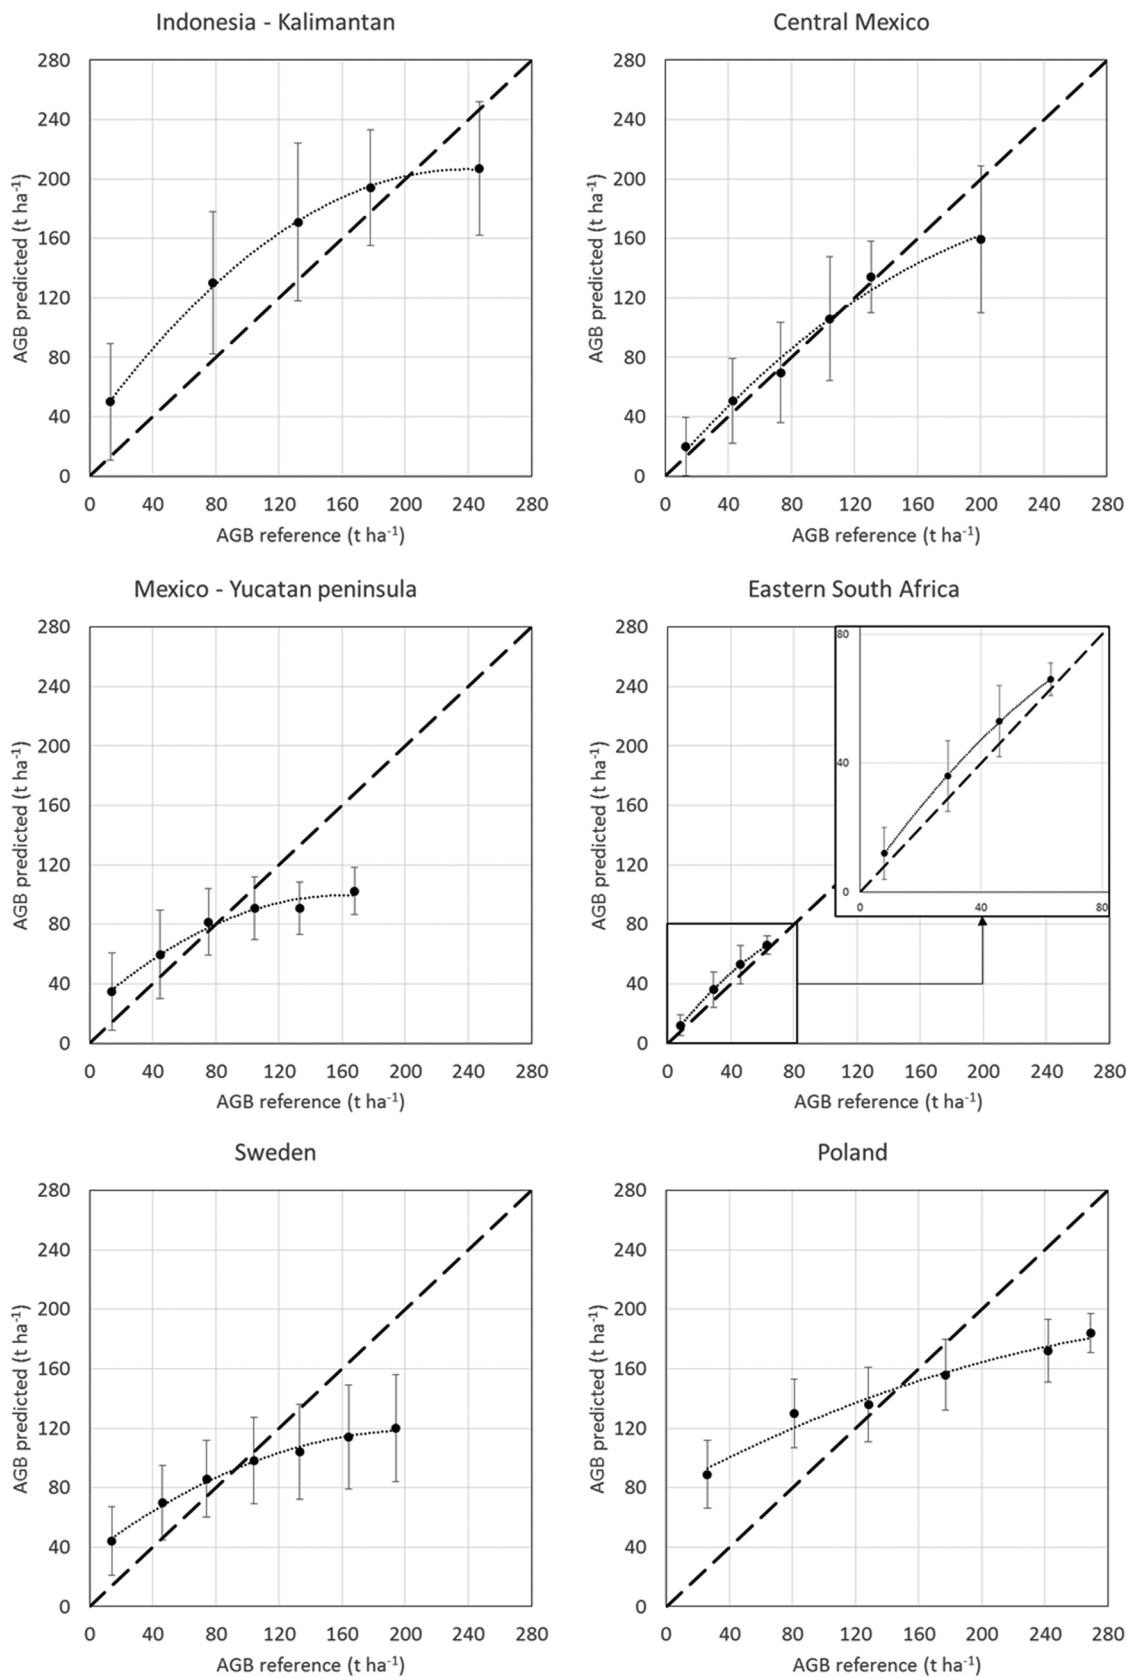 Indonesia - Kalimantan
280
240
200
160
120
80
40
0
AGB predicted (t ha⁻¹)
0 40 80 120 160 200 240 280
AGB reference (t ha⁻¹)
Central Mexico
280
240
200
160
120
80
40
0
AGB predicted (t ha⁻¹)
0 40 80 120 160 200 240 280
AGB reference (t ha⁻¹)
Mexico - Yucatan peninsula
280
240
200
160
120
80
40
0
AGB predicted (t ha⁻¹)
0 40 80 120 160 200 240 280
AGB reference (t ha⁻¹)
Eastern South Africa
280
240
200
160
120
80
40
0
AGB predicted (t ha⁻¹)
80
40
0
0 40 80
0 40 80 120 160 200 240 280
AGB reference (t ha⁻¹)
Sweden
280
240
200
160
120
80
40
0
AGB predicted (t ha⁻¹)
0 40 80 120 160 200 240 280
AGB reference (t ha⁻¹)
Poland
280
240
200
160
120
80
40
0
AGB predicted (t ha⁻¹)
0 40 80 120 160 200 240 280
AGB reference (t ha⁻¹)